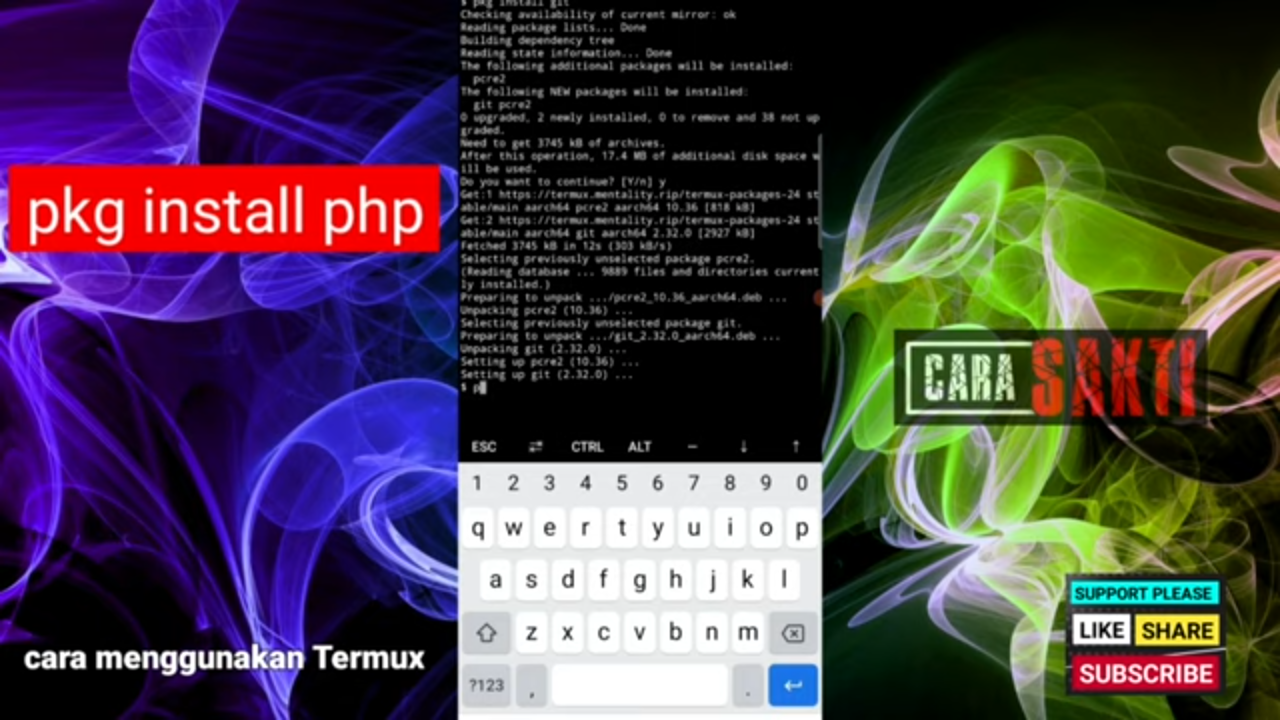 pkg install php
cara menggunakan Termux
$ pkg install git
Checking availability of current mirror: ok
Reading package lists... Done
Building dependency tree
Reading state information... Done
The following additional packages will be installed:
pcre2
The following NEW packages will be installed:
git pcre2
0 upgraded, 2 newly installed, 0 to remove and 38 not up
graded.
Need to get 3745 kB of archives.
After this operation, 17.4 MB of additional disk space w
ill be used.
Do you want to continue? [Y/n] y
Get:1 https://termux.mentality.rip/termux-packages-24 st
able/main aarch64 pcre2 aarch64 10.36 [818 kB]
Get:2 https://termux.mentality.rip/termux-packages-24 st
able/main aarch64 git aarch64 2.32.0 [2927 kB]
Fetched 3745 kB in 12s (303 kB/s)
Selecting previously unselected package pcre2.
(Reading database ... 9889 files and directories current
ly installed.)
Preparing to unpack .../pcre2_10.36_aarch64.deb ...
Unpacking pcre2 (10.36) ...
Selecting previously unselected package git.
Preparing to unpack .../git_2.32.0_aarch64.deb ...
Unpacking git (2.32.0) ...
Setting up pcre2 (10.36) ...
Setting up git (2.32.0) ...
$ p
ESC ⇄ CTRL ALT − ↓ ↑
1 2 3 4 5 6 7 8 9 0
q w e r t y u i o p
a s d f g h j k l
z x c v b n m
?123 , .
CARA SAKTI
SUPPORT PLEASE
LIKE SHARE
SUBSCRIBE